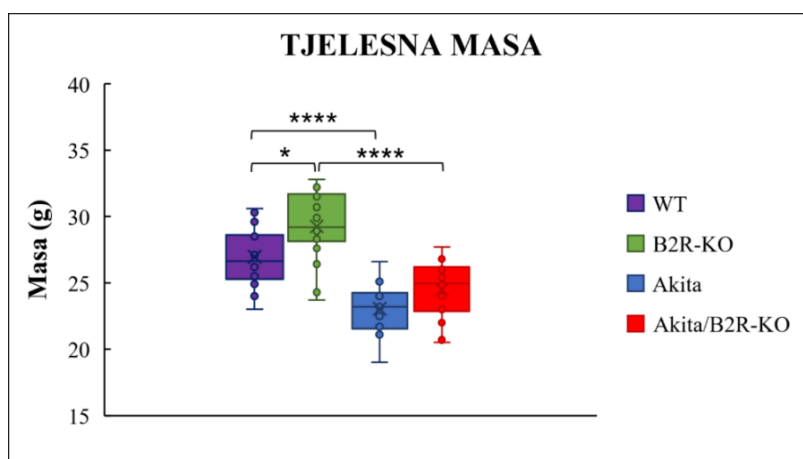 TJELESNA MASA
40
35
30
25
20
15
Masa (g)
****
*
****
WT
B2R-KO
Akita
Akita/B2R-KO